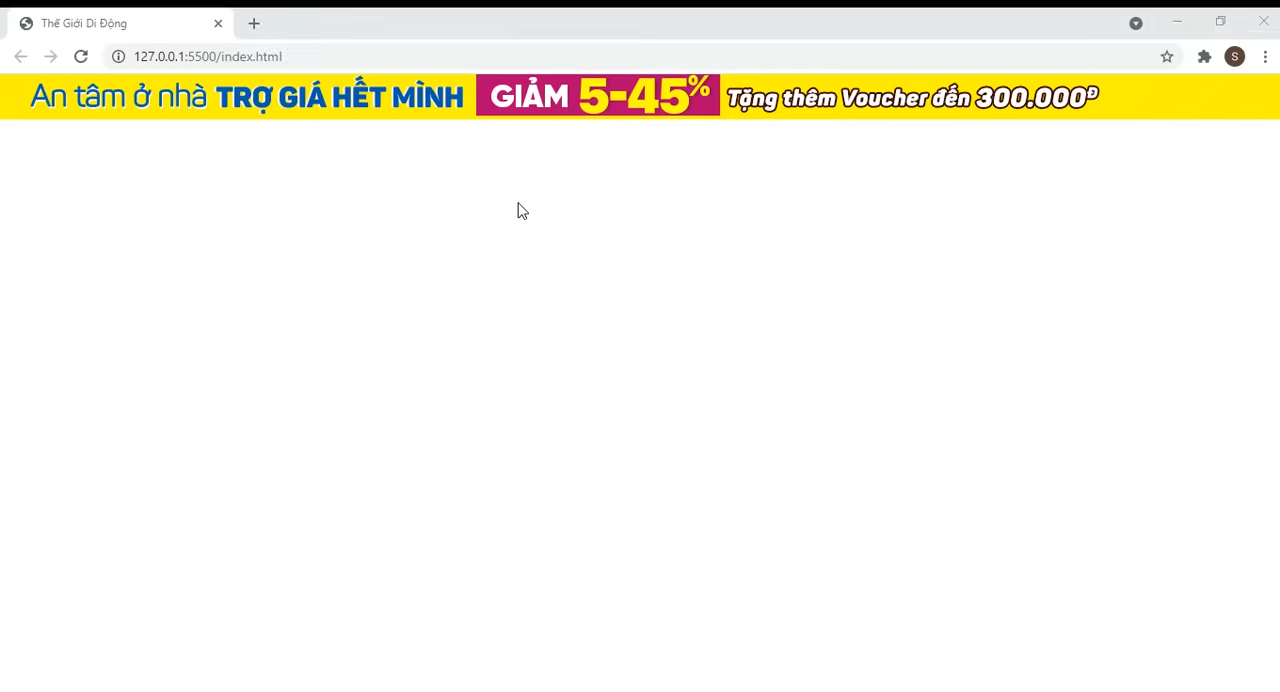 Thế Giới Di Động
127.0.0.1:5500/index.html
S
An tâm ở nhà TRỢ GIÁ HẾT MÌNH GIẢM 5-45% Tặng thêm Voucher đến 300.000Đ